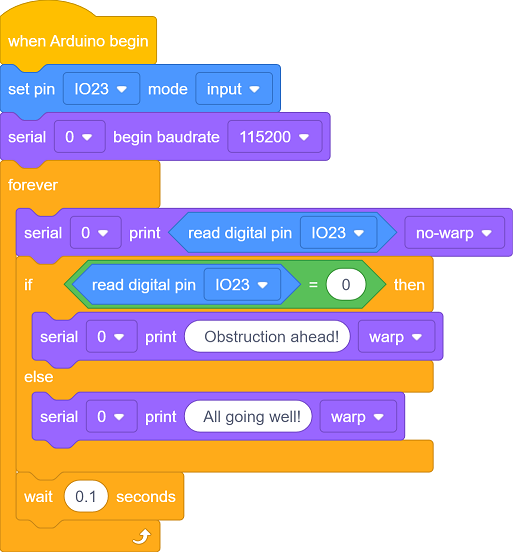 when Arduino begin
set pin IO23 mode input
serial 0 begin baudrate 115200
forever
serial 0 print read digital pin IO23 no-warp
if read digital pin IO23 = 0 then
serial 0 print Obstruction ahead! warp
else
serial 0 print All going well! warp
wait 0.1 seconds